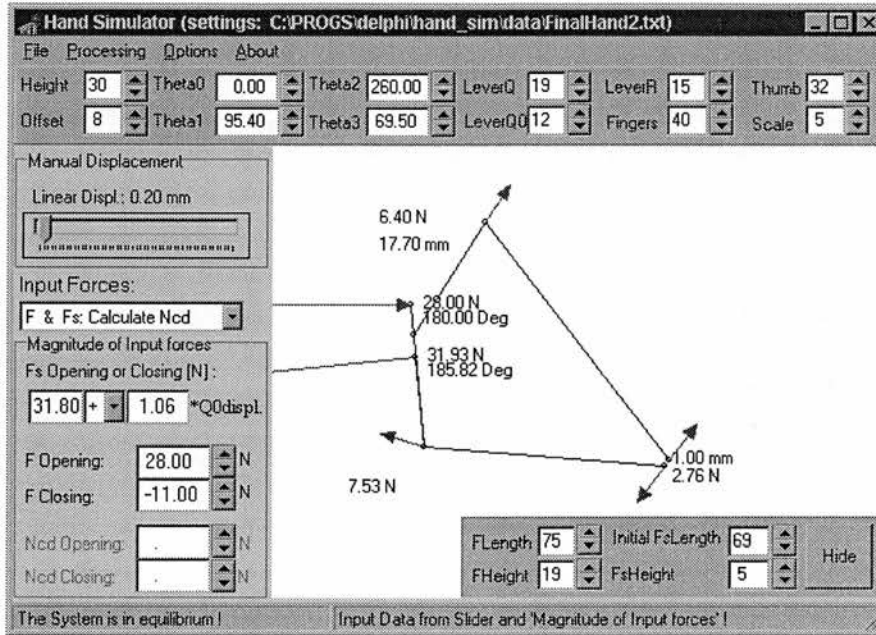 Hand Simulator (settings: C:\PROGS\delphi\hand_sim\data\FinalHand2.txt)
File Processing Options About
Height 30 Theta0 0.00 Theta2 260.00 LeverQ 19 LeverR 15 Thumb 32
Offset 8 Theta1 95.40 Theta3 69.50 LeverQ0 12 Fingers 40 Scale 5
Manual Displacement
Linear Displ.: 0.20 mm
Input Forces:
F & Fs: Calculate Ncd
Magnitude of Input forces
Fs Opening or Closing [N] :
31.80 + 1.06 *Q0displ.
F Opening: 28.00 N
F Closing: -11.00 N
Ncd Opening: . N
Ncd Closing: . N
6.40 N
17.70 mm
28.00 N
180.00 Deg
31.93 N
185.82 Deg
7.53 N
1.00 mm
2.76 N
FLength 75 Initial FsLength 69
FHeight 19 FsHeight 5
Hide
The System is in equilibrium !
Input Data from Slider and 'Magnitude of Input forces' !